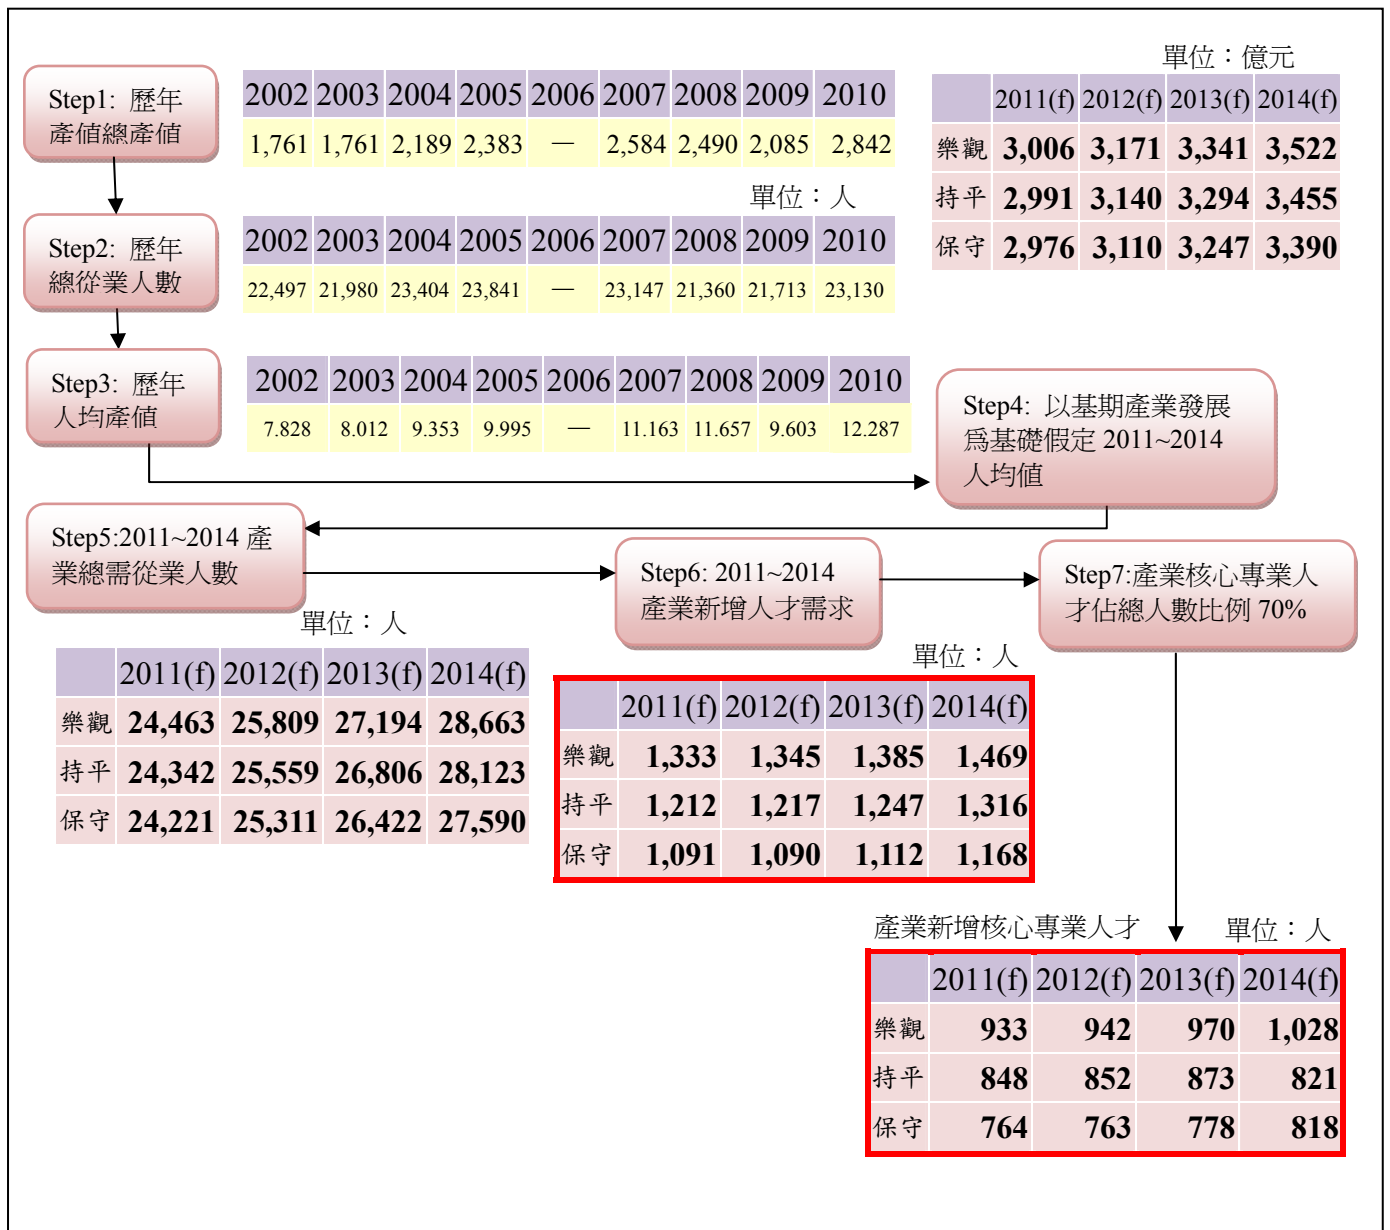 單位：億元
Step1: 歷年
產值總產值
2002 2003 2004 2005 2006 2007 2008 2009 2010
1,761 1,761 2,189 2,383 — 2,584 2,490 2,085 2,842
2011(f) 2012(f) 2013(f) 2014(f)
樂觀 3,006 3,171 3,341 3,522
持平 2,991 3,140 3,294 3,455
保守 2,976 3,110 3,247 3,390
單位：人
Step2: 歷年
總從業人數
2002 2003 2004 2005 2006 2007 2008 2009 2010
22,497 21,980 23,404 23,841 — 23,147 21,360 21,713 23,130
Step3: 歷年
人均產值
2002 2003 2004 2005 2006 2007 2008 2009 2010
7.828 8.012 9.353 9.995 — 11.163 11.657 9.603 12.287
Step4: 以基期產業發展
為基礎假定 2011~2014
人均值
Step5:2011~2014 產
業總需從業人數
Step6: 2011~2014
產業新增人才需求
Step7:產業核心專業人
才佔總人數比例 70%
單位：人
2011(f) 2012(f) 2013(f) 2014(f)
樂觀 24,463 25,809 27,194 28,663
持平 24,342 25,559 26,806 28,123
保守 24,221 25,311 26,422 27,590
單位：人
2011(f) 2012(f) 2013(f) 2014(f)
樂觀 1,333 1,345 1,385 1,469
持平 1,212 1,217 1,247 1,316
保守 1,091 1,090 1,112 1,168
產業新增核心專業人才
單位：人
2011(f) 2012(f) 2013(f) 2014(f)
樂觀 933 942 970 1,028
持平 848 852 873 821
保守 764 763 778 818